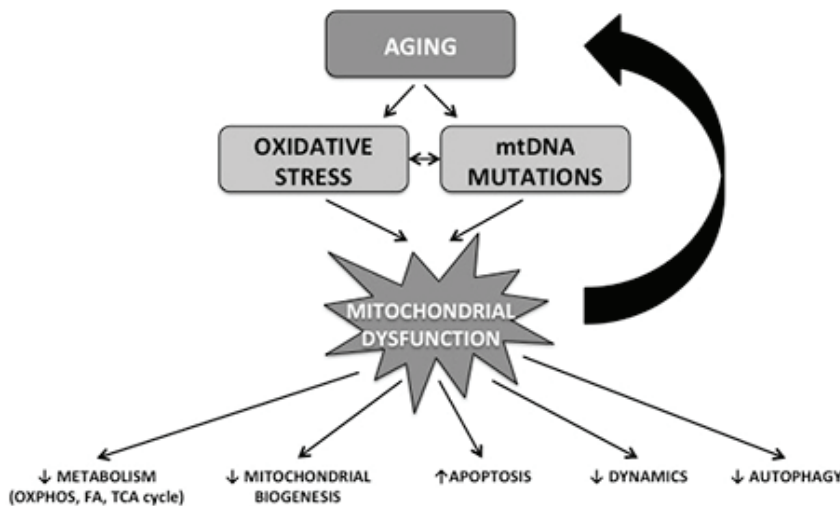 AGING
OXIDATIVE
STRESS
mtDNA
MUTATIONS
MITOCHONDRIAL
DYSFUNCTION
↓ METABOLISM
(OXPHOS, FA, TCA cycle)
↓ MITOCHONDRIAL
BIOGENESIS
↑APOPTOSIS
↓ DYNAMICS
↓ AUTOPHAGY